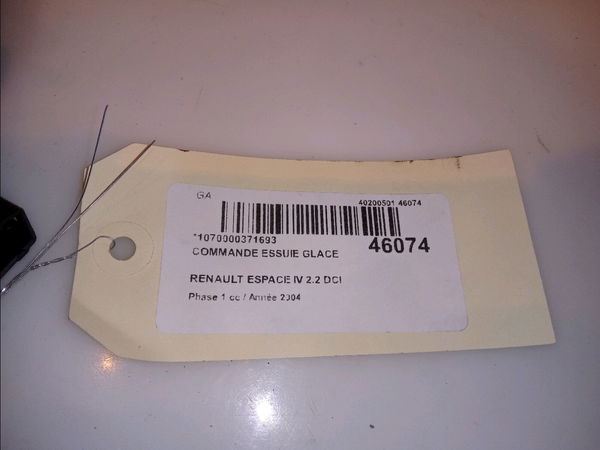 GA 40200501 46074
*1070000371693 46074
COMMANDE ESSUIE GLACE
RENAULT ESPACE IV 2.2 DCI
Phase 1 cc / Année 2004